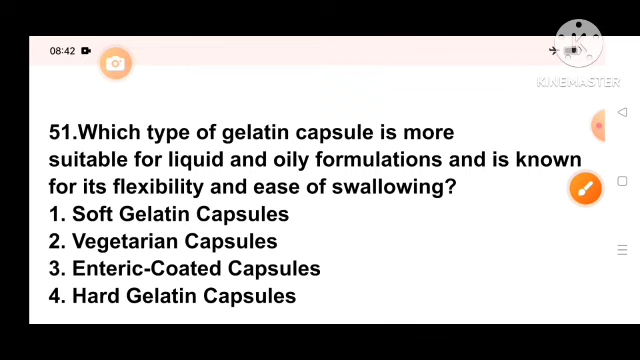 08:42
KINEMASTER
51.Which type of gelatin capsule is more
suitable for liquid and oily formulations and is known
for its flexibility and ease of swallowing?
1. Soft Gelatin Capsules
2. Vegetarian Capsules
3. Enteric-Coated Capsules
4. Hard Gelatin Capsules